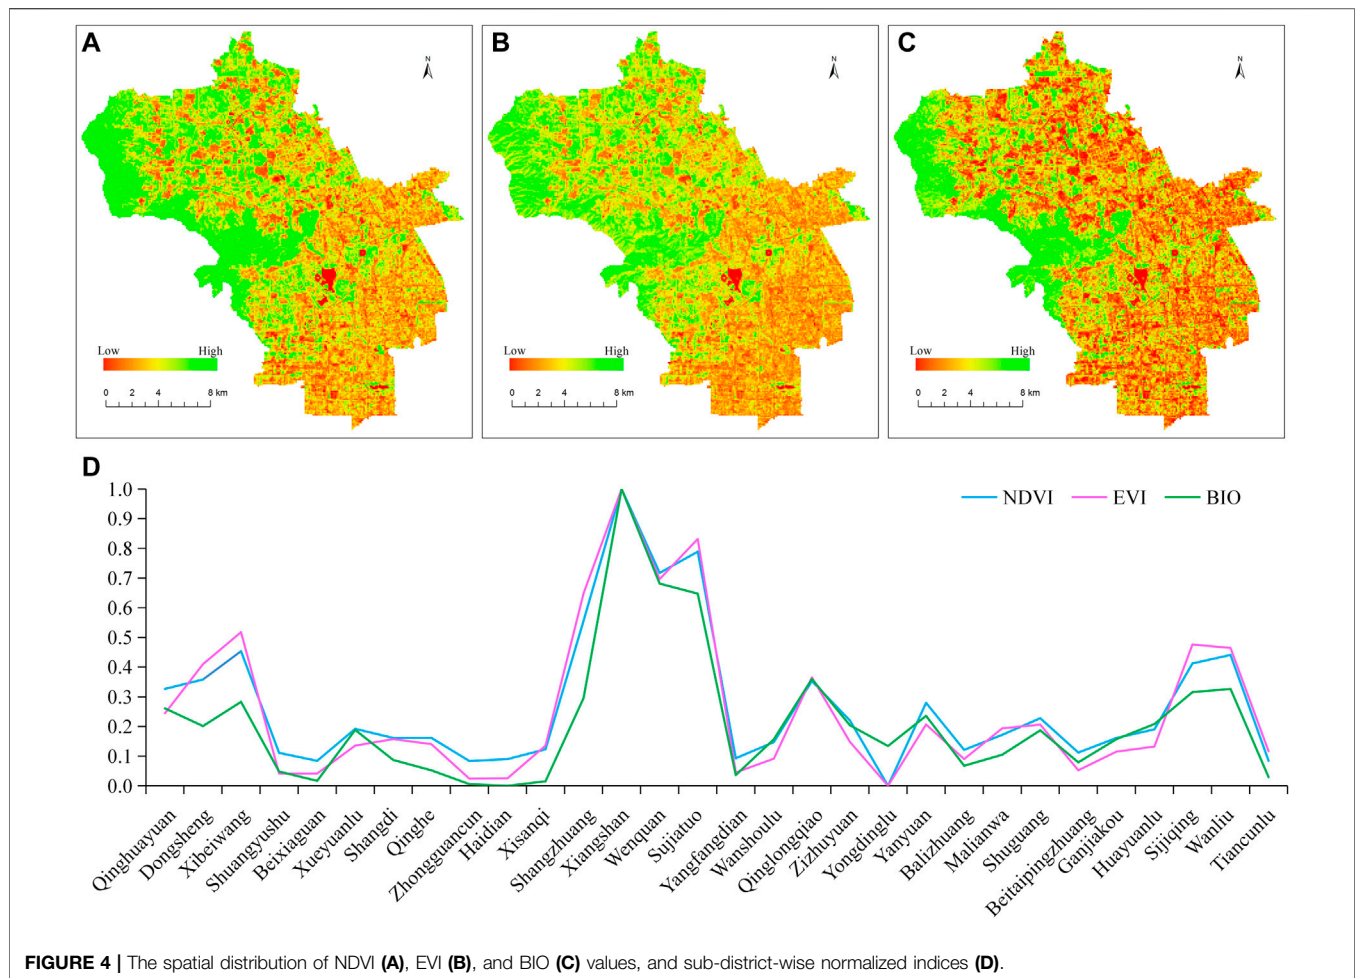 A
N
Low High
0 2 4 8 km
B
N
Low High
0 2 4 8 km
C
N
Low High
0 2 4 8 km
D
NDVI EVI BIO
1.0
0.9
0.8
0.7
0.6
0.5
0.4
0.3
0.2
0.1
0.0
Qinghuayuan
Dongsheng
Xibeiwang
Shuangyushu
Beixiaguan
Xueyuanlu
Shangdi
Qinghe
Zhongguancun
Haidian
Xisanqi
Shangzhuang
Xiangshan
Wenquan
Sujiatuo
Yangfangdian
Wanshoulu
Qinglongqiao
Zizhuyuan
Yongdinglu
Yanyuan
Balizhuang
Malianwa
Shuguang
Beitaipingzhuang
Ganjiakou
Huayuanlu
Sijiqing
Wanliu
Tiancunlu
FIGURE 4 | The spatial distribution of NDVI (A), EVI (B), and BIO (C) values, and sub-district-wise normalized indices (D).